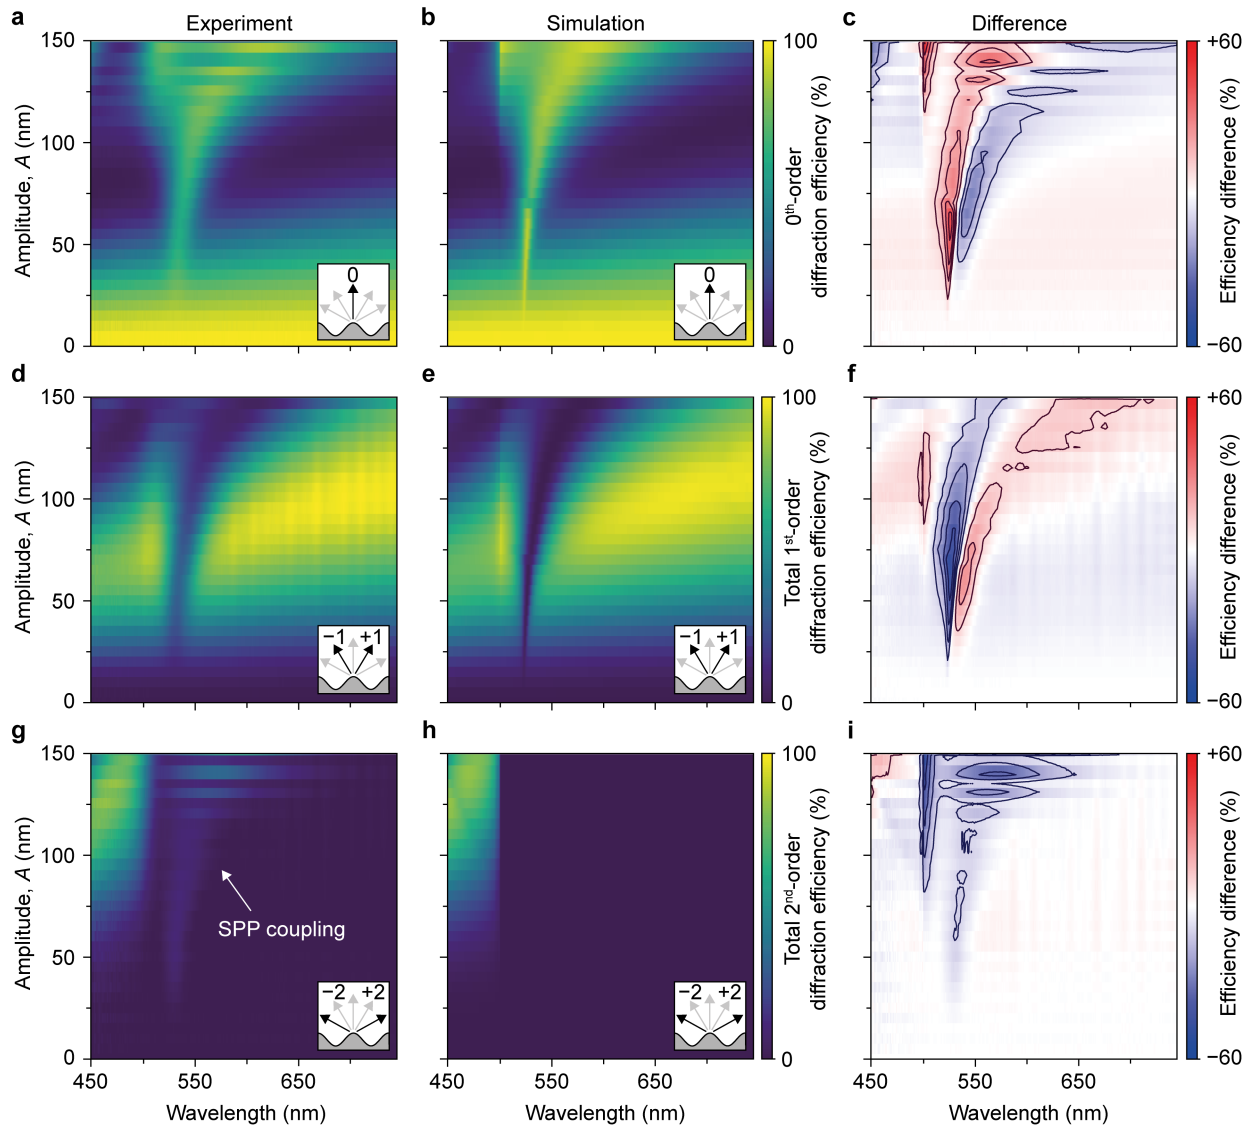 a Experiment
b Simulation
c Difference
150
100
50
0
Amplitude, A (nm)
0
0
100
0
0th-order
diffraction efficiency (%)
+60
−60
Efficiency difference (%)
d
e
f
150
100
50
0
Amplitude, A (nm)
−1 +1
−1 +1
100
0
Total 1st-order
diffraction efficiency (%)
+60
−60
Efficiency difference (%)
g
h
i
150
100
50
0
Amplitude, A (nm)
SPP coupling
−2 +2
−2 +2
100
0
Total 2nd-order
diffraction efficiency (%)
+60
−60
Efficiency difference (%)
450 550 650
450 550 650
450 550 650
Wavelength (nm)
Wavelength (nm)
Wavelength (nm)